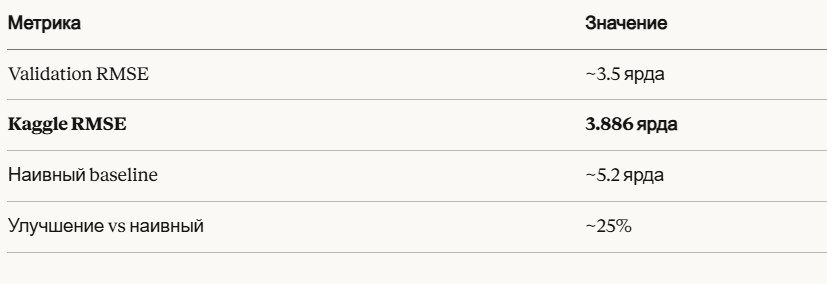 Метрика Значение
Validation RMSE ~3.5 ярда
Kaggle RMSE 3.886 ярда
Наивный baseline ~5.2 ярда
Улучшение vs наивный ~25%